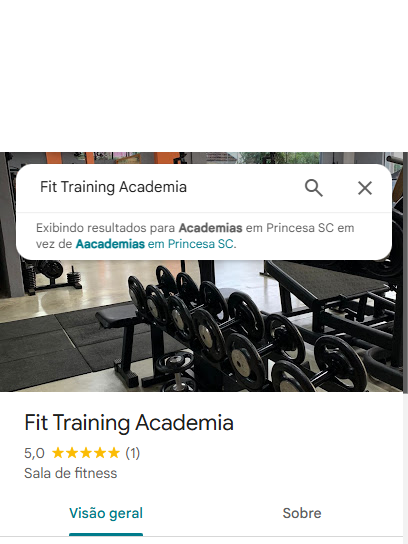 Fit Training Academia
Exibindo resultados para Academias em Princesa SC em
vez de Aacademias em Princesa SC.
Fit Training Academia
5,0 ★★★★★ (1)
Sala de fitness
Visão geral Sobre